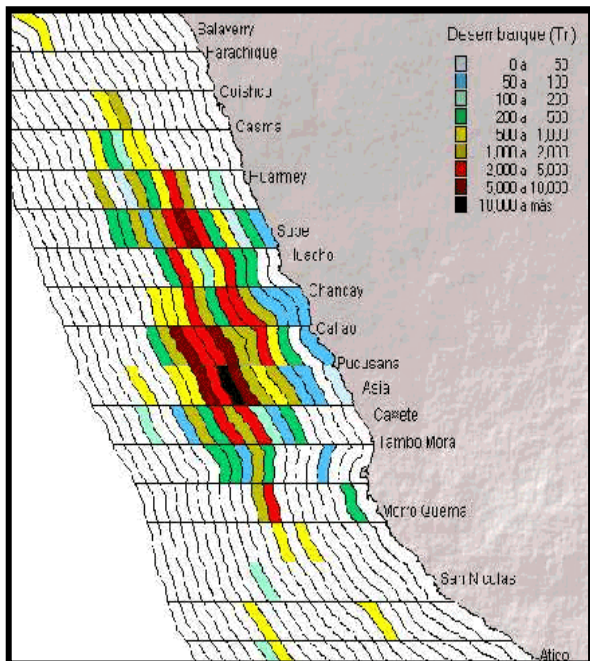 Desembarque (Tr)
0 a 50
50 a 100
100 a 200
200 a 500
500 a 1,000
1,000 a 2,000
2,000 a 5,000
5,000 a 10,000
10,000 a más
Salaverry
Parachique
Coishco
Casma
Huarmey
Supe
Huacho
Chancay
Callao
Pucusana
Asia
Cañete
Tambo Mora
Morro Quema
San Nicolas
Atico